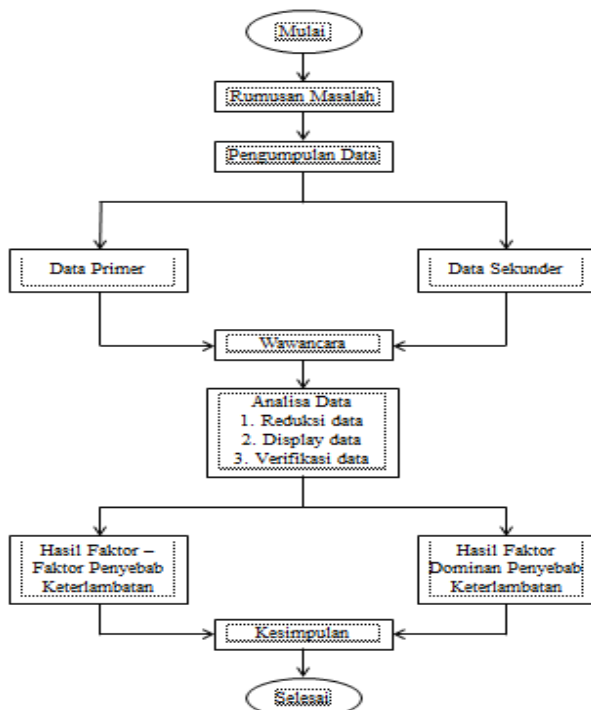 Mulai
Rumusan Masalah
Pengumpulan Data
Data Primer
Data Sekunder
Wawancara
Analisa Data
1. Reduksi data
2. Display data
3. Verifikasi data
Hasil Faktor –
Faktor Penyebab
Keterlambatan
Hasil Faktor
Dominan Penyebab
Keterlambatan
Kesimpulan
Selesai